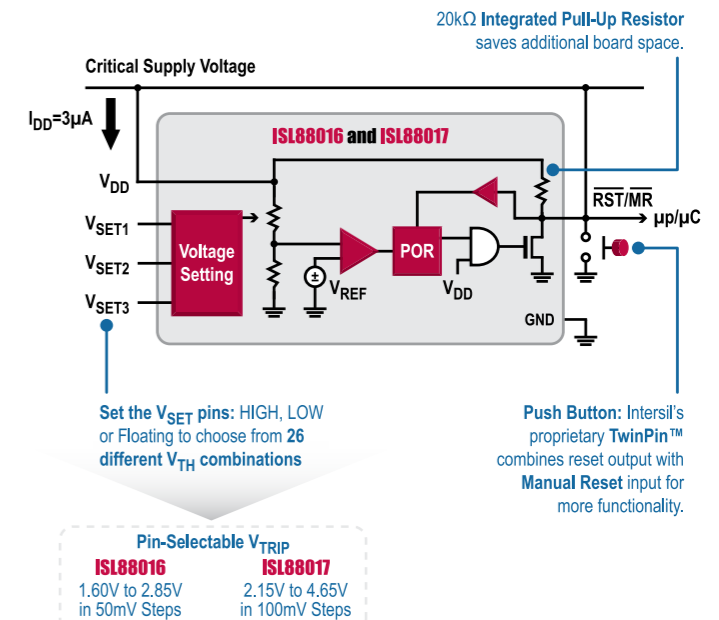 20kΩ Integrated Pull-Up Resistor
saves additional board space.
Critical Supply Voltage
IDD=3µA
ISL88016 and ISL88017
VDD
VSET1
VSET2
VSET3
Voltage
Setting
±
VREF
POR
VDD
RST/MR
µp/µC
GND
Set the VSET pins: HIGH, LOW
or Floating to choose from 26
different VTH combinations
Push Button: Intersil's
proprietary TwinPin™
combines reset output with
Manual Reset input for
more functionality.
Pin-Selectable VTRIP
ISL88016
1.60V to 2.85V
in 50mV Steps
ISL88017
2.15V to 4.65V
in 100mV Steps